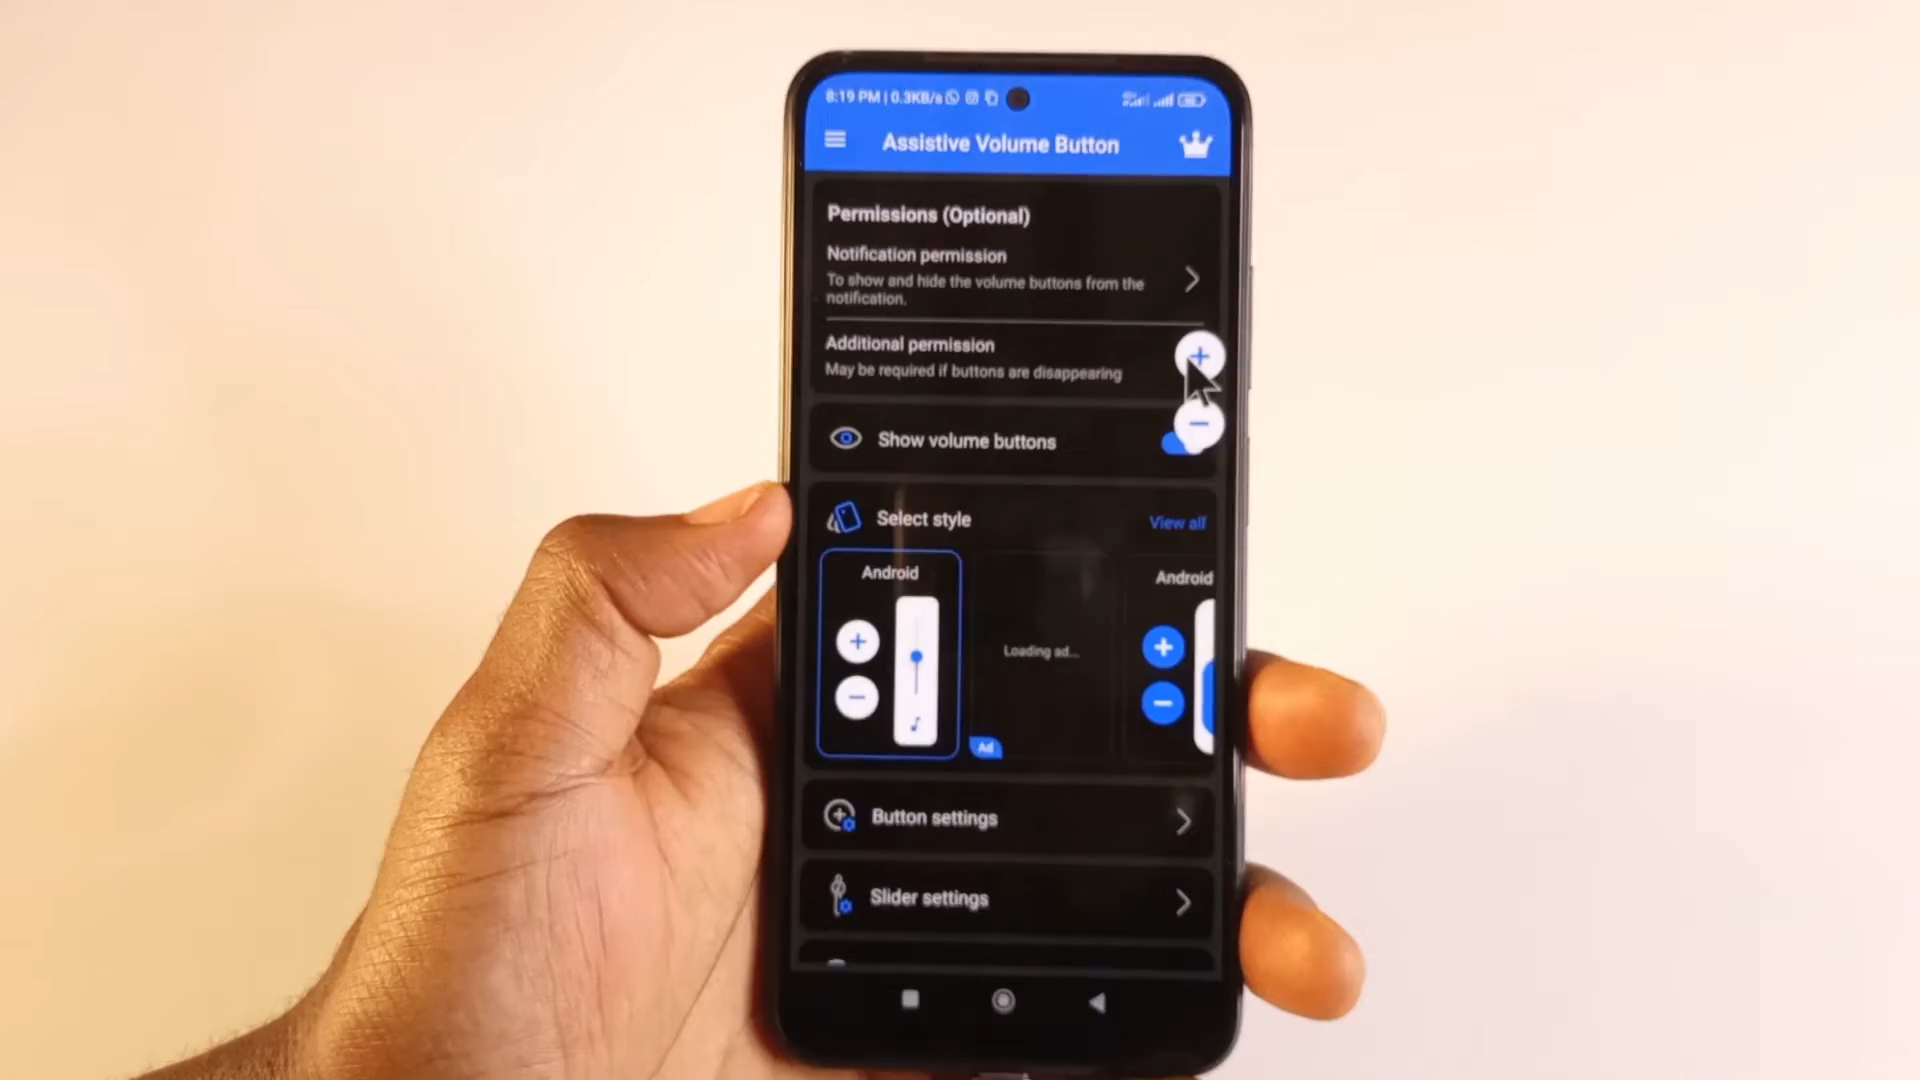 8:19 PM | 0.3KB/s
Assistive Volume Button
Permissions (Optional)
Notification permission
To show and hide the volume buttons from the
notification.
Additional permission
May be required if buttons are disappearing
Show volume buttons
Select style
View all
Android
Android
Loading ad...
Ad
Button settings
Slider settings